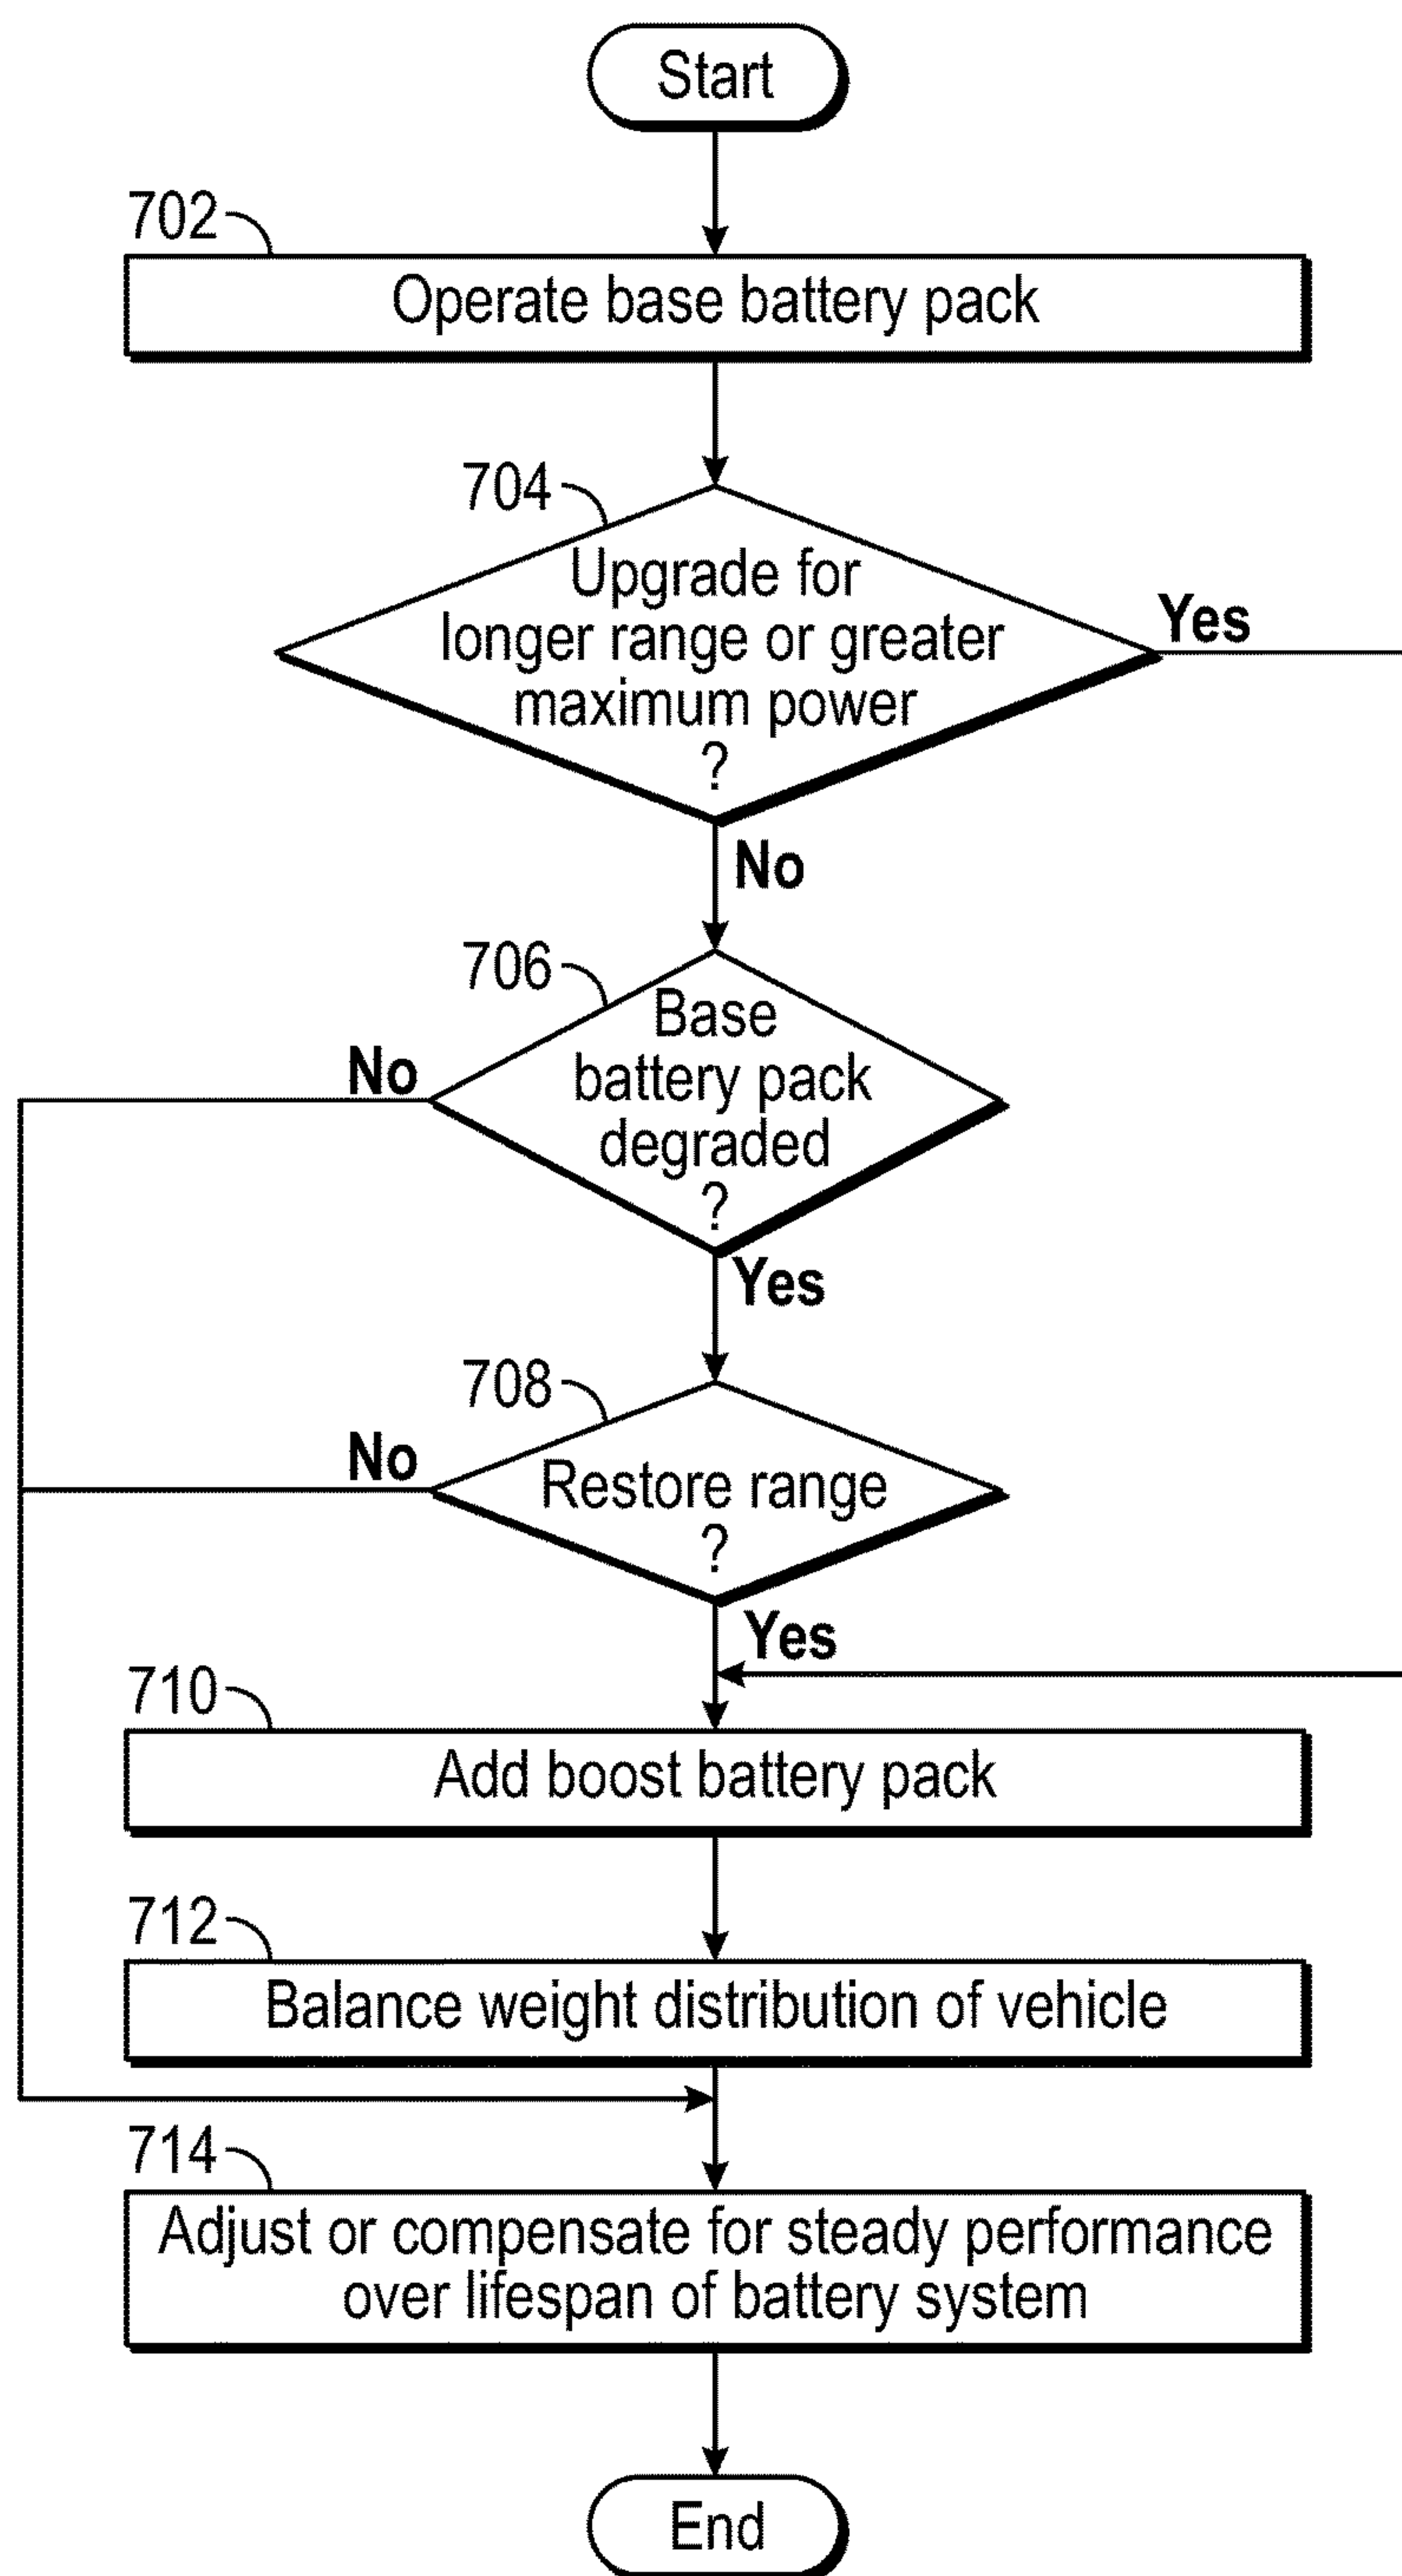 Start
702
Operate base battery pack
704
Upgrade for
longer range or greater
maximum power
?
Yes
No
706
Base
battery pack
degraded
?
No
Yes
708
Restore range
?
No
Yes
710
Add boost battery pack
712
Balance weight distribution of vehicle
714
Adjust or compensate for steady performance
over lifespan of battery system
End